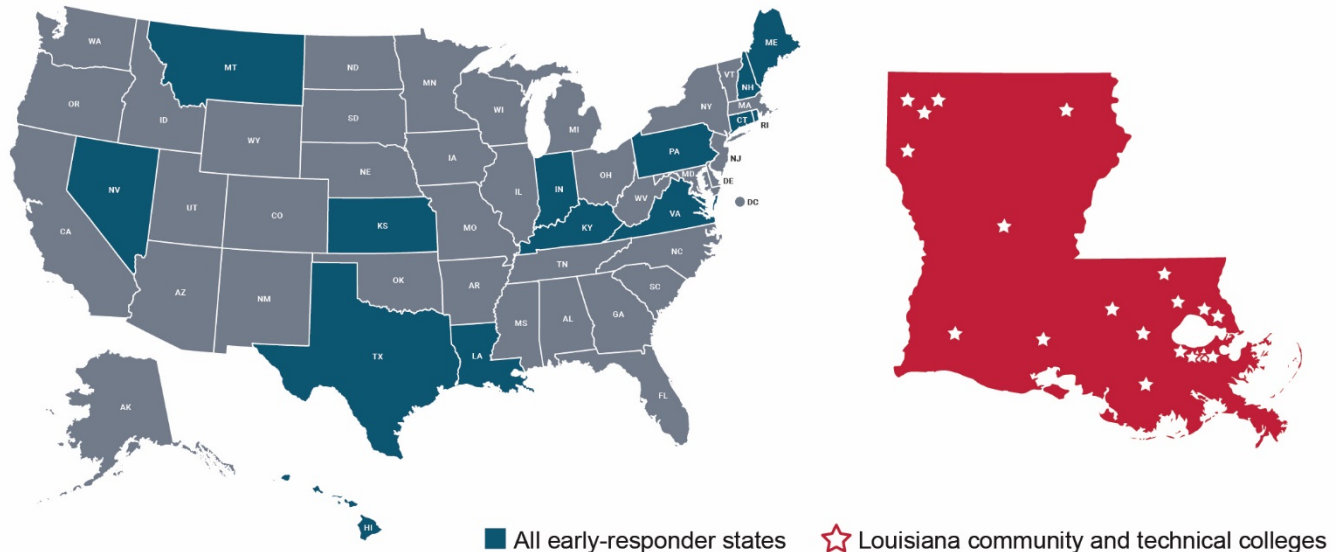 WA
MT
ND
MN
ME
VT
NH
OR
ID
SD
WI
NY
MA
WY
MI
CT
RI
IA
PA
NE
NJ
NV
UT
CO
IL
IN
OH
MD
DE
WV
DC
CA
KS
MO
KY
VA
AZ
NM
OK
AR
TN
NC
SC
MS
AL
GA
TX
LA
FL
AK
HI
All early-responder states
Louisiana community and technical colleges